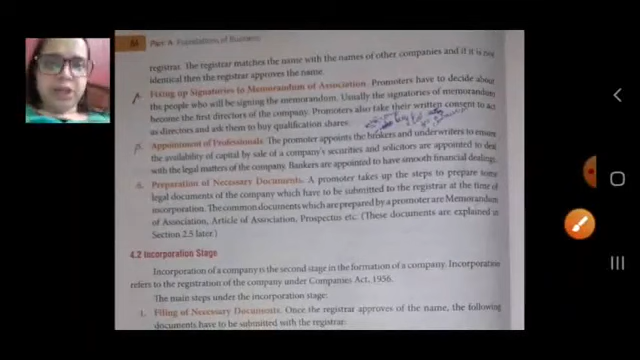 66 Part A Foundations of Business
registrar. The registrar matches the name with the names of other companies and if it is not
identical then the registrar approves the name.
Fixing up Signatories to Memorandum of Association. Promoters have to decide about
the people who will be signing the memorandum. Usually the signatories of memorandum
become the first directors of the company. Promoters also take their written consent to act
as directors and ask them to buy qualification shares.
Appointment of Professionals. The promoter appoints the brokers and underwriters to ensure
the availability of capital by sale of a company's securities and solicitors are appointed to deal
with the legal matters of the company. Bankers are appointed to have smooth financial dealings.
6. Preparation of Necessary Documents. A promoter takes up the steps to prepare some
legal documents of the company which have to be submitted to the registrar at the time of
incorporation. The common documents which are prepared by a promoter are Memorandum
of Association, Article of Association, Prospectus etc. (These documents are explained in
Section 2.5 later.)
4.2 Incorporation Stage
Incorporation of a company is the second stage in the formation of a company. Incorporation
refers to the registration of the company under Companies Act, 1956.
The main steps under the incorporation stage:
1. Filing of Necessary Documents. Once the registrar approves of the name, the following
documents have to be submitted with the registrar: